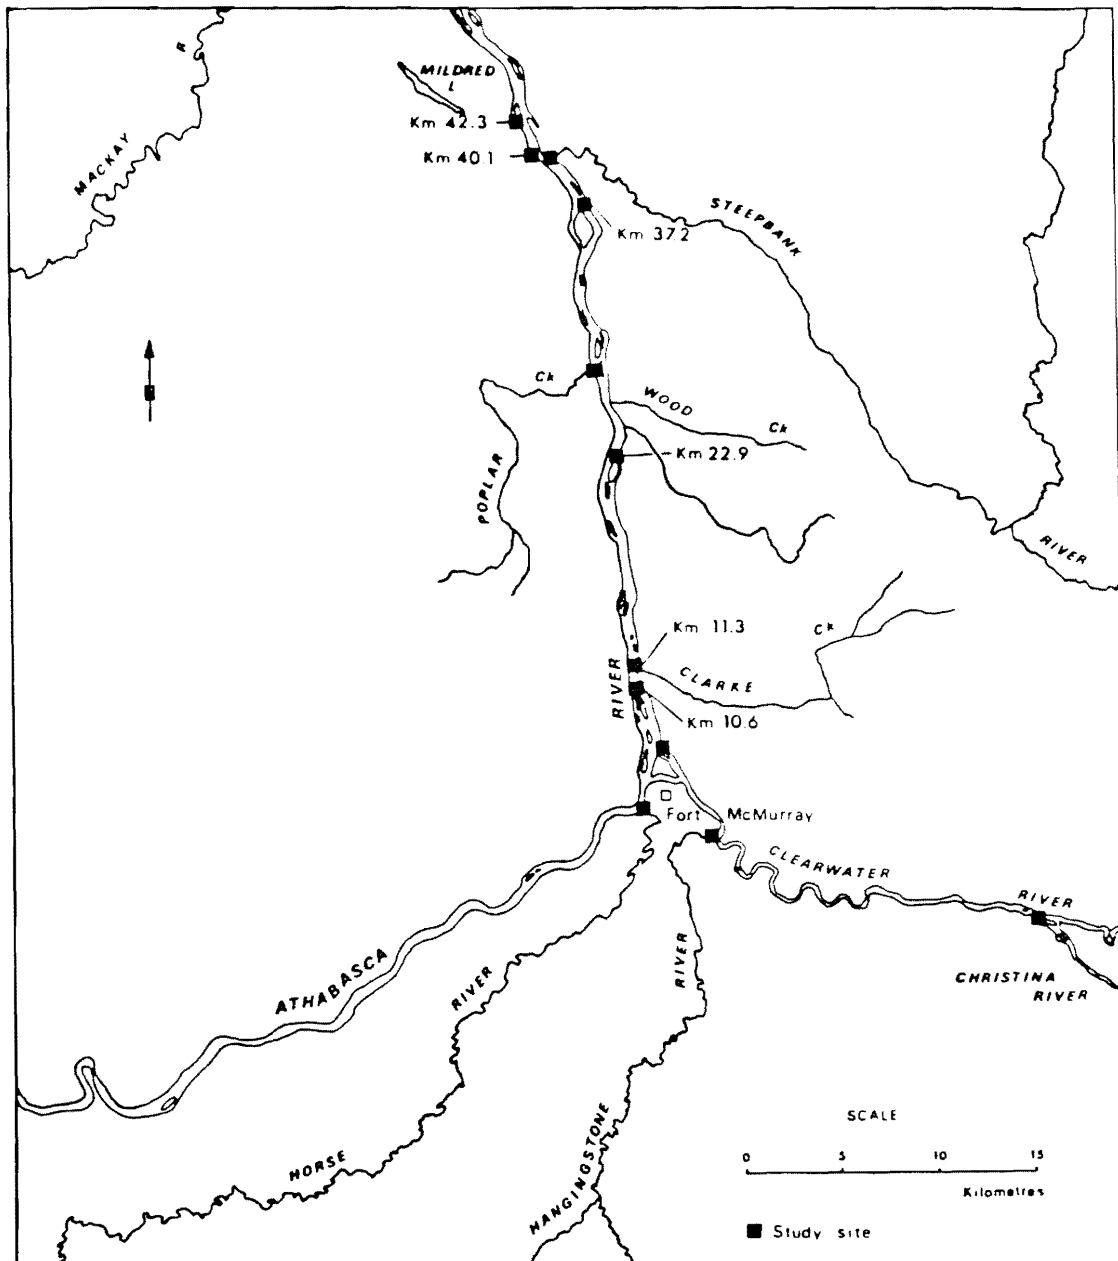 R
MILDRED
L
MACKAY
Km 42.3
Km 40.1
STEEPBANK
Km 37.2
Ck
WOOD
Ck
POPLAR
Km 22.9
RIVER
Km 11.3
Ck
RIVER
CLARKE
Km 10.6
Fort McMurray
CLEARWATER
RIVER
ATHABASCA
RIVER
RIVER
CHRISTINA
RIVER
HORSE
HANGINGSTONE
SCALE
0 5 10 15
Kilometres
Study site